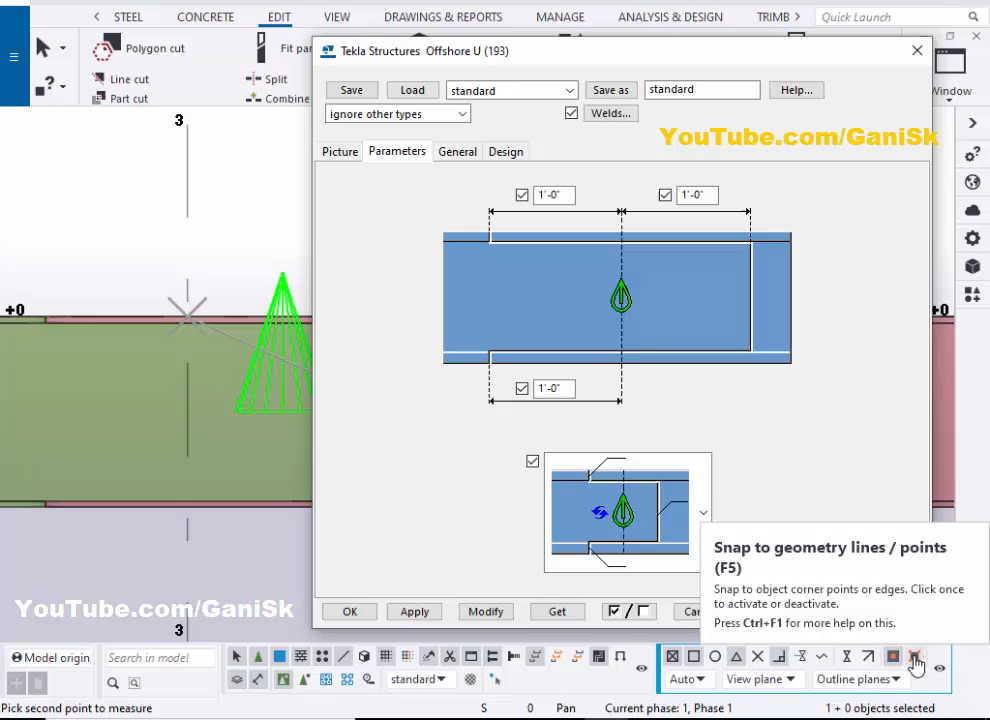 STEEL CONCRETE EDIT VIEW DRAWINGS & REPORTS MANAGE ANALYSIS & DESIGN TRIMB Quick Launch
Polygon cut
Line cut
Part cut
Fit par
Split
Combine
Window
Tekla Structures Offshore U (193)
Save Load standard Save as standard Help...
ignore other types Welds...
YouTube.com/GaniSk
Picture Parameters General Design
1'-0" 1'-0"
1'-0"
3
+0
+0
3
YouTube.com/GaniSk
Snap to geometry lines / points
(F5)
Snap to object corner points or edges. Click once
to activate or deactivate.
Press Ctrl+F1 for more help on this.
OK Apply Modify Get / Can
Model origin Search in model
standard Auto View plane Outline planes
Pick second point to measure S 0 Pan Current phase: 1, Phase 1 1 + 0 objects selected